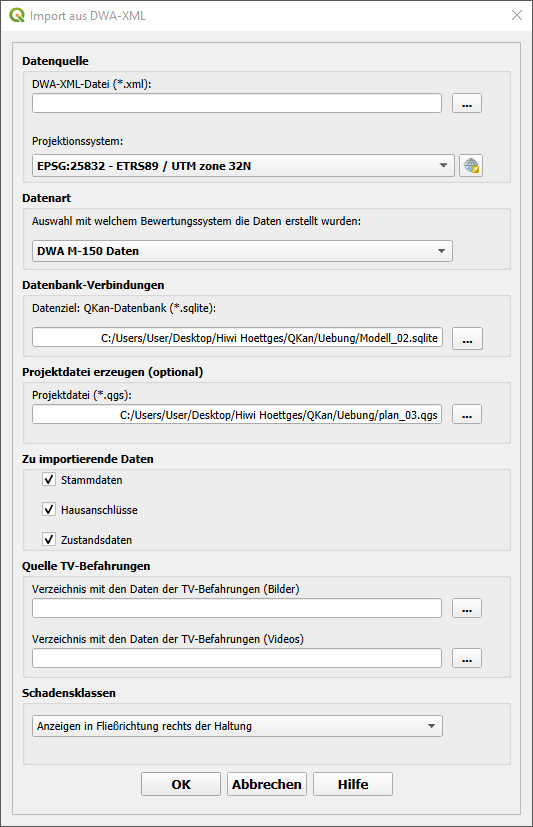 Import aus DWA-XML
Datenquelle
DWA-XML-Datei (*.xml):
...
Projektionssystem:
EPSG:25832 - ETRS89 / UTM zone 32N
Datenart
Auswahl mit welchem Bewertungssystem die Daten erstellt wurden:
DWA M-150 Daten
Datenbank-Verbindungen
Datenziel: QKan-Datenbank (*.sqlite):
C:/Users/User/Desktop/Hiwi Hoettges/QKan/Uebung/Modell_02.sqlite
...
Projektdatei erzeugen (optional)
Projektdatei (*.qgs):
C:/Users/User/Desktop/Hiwi Hoettges/QKan/Uebung/plan_03.qgs
...
Zu importierende Daten
Stammdaten
Hausanschlüsse
Zustandsdaten
Quelle TV-Befahrungen
Verzeichnis mit den Daten der TV-Befahrungen (Bilder)
...
Verzeichnis mit den Daten der TV-Befahrungen (Videos)
...
Schadensklassen
Anzeigen in Fließrichtung rechts der Haltung
OK Abbrechen Hilfe